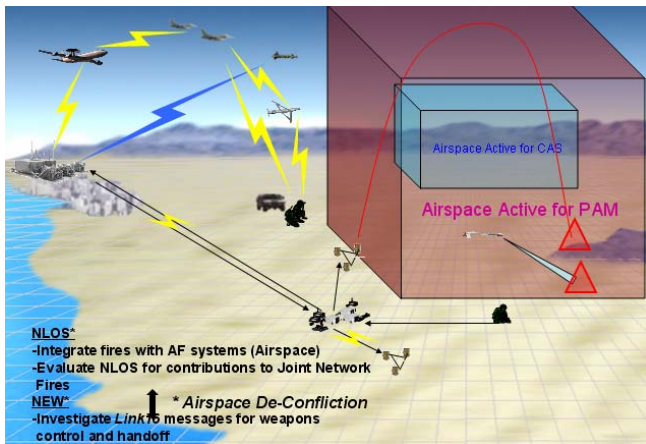 Airspace Active for CAS
Airspace Active for PAM
NLOS*
-Integrate fires with AF systems (Airspace)
-Evaluate NLOS for contributions to Joint Network
Fires
NEW*
* Airspace De-Confliction
-Investigate Link16 messages for weapons
control and handoff